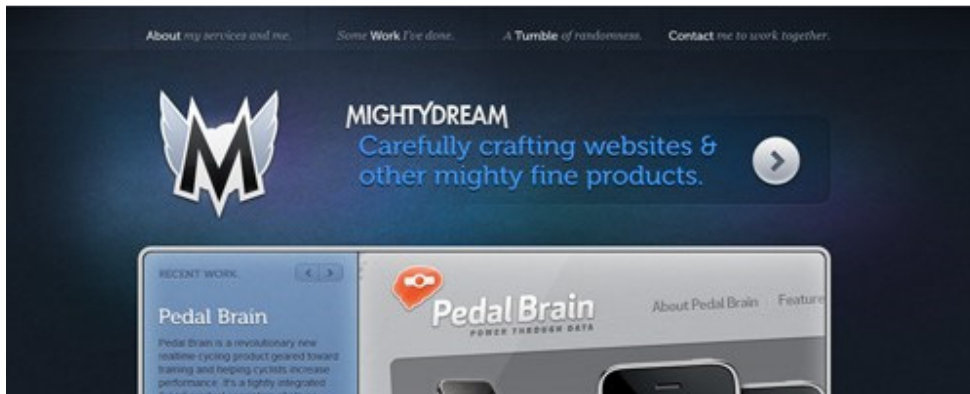 About my services and me. Some Work I've done. A Tumble of randomness. Contact me to work together.
M
MIGHTYDREAM
Carefully crafting websites &
other mighty fine products.
RECENT WORK
Pedal Brain
Pedal Brain is a revolutionary new
realtime cycling product geared toward
training and helping cyclists increase
performance. It's a tightly integrated
Pedal Brain
POWER THROUGH DATA
About Pedal Brain Feature